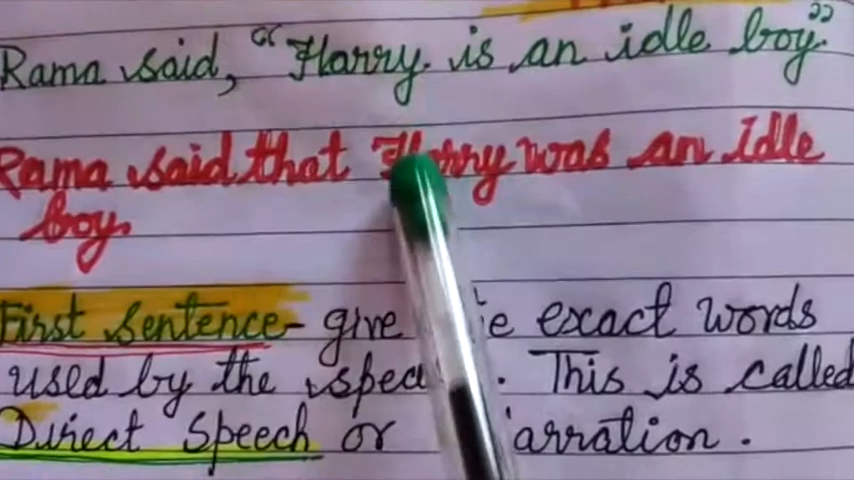 Rama said, "Harry is an idle boy."
Rama said that Harry was an idle
boy.
First sentence- give exact words
used by the This is called
Direct Speech or